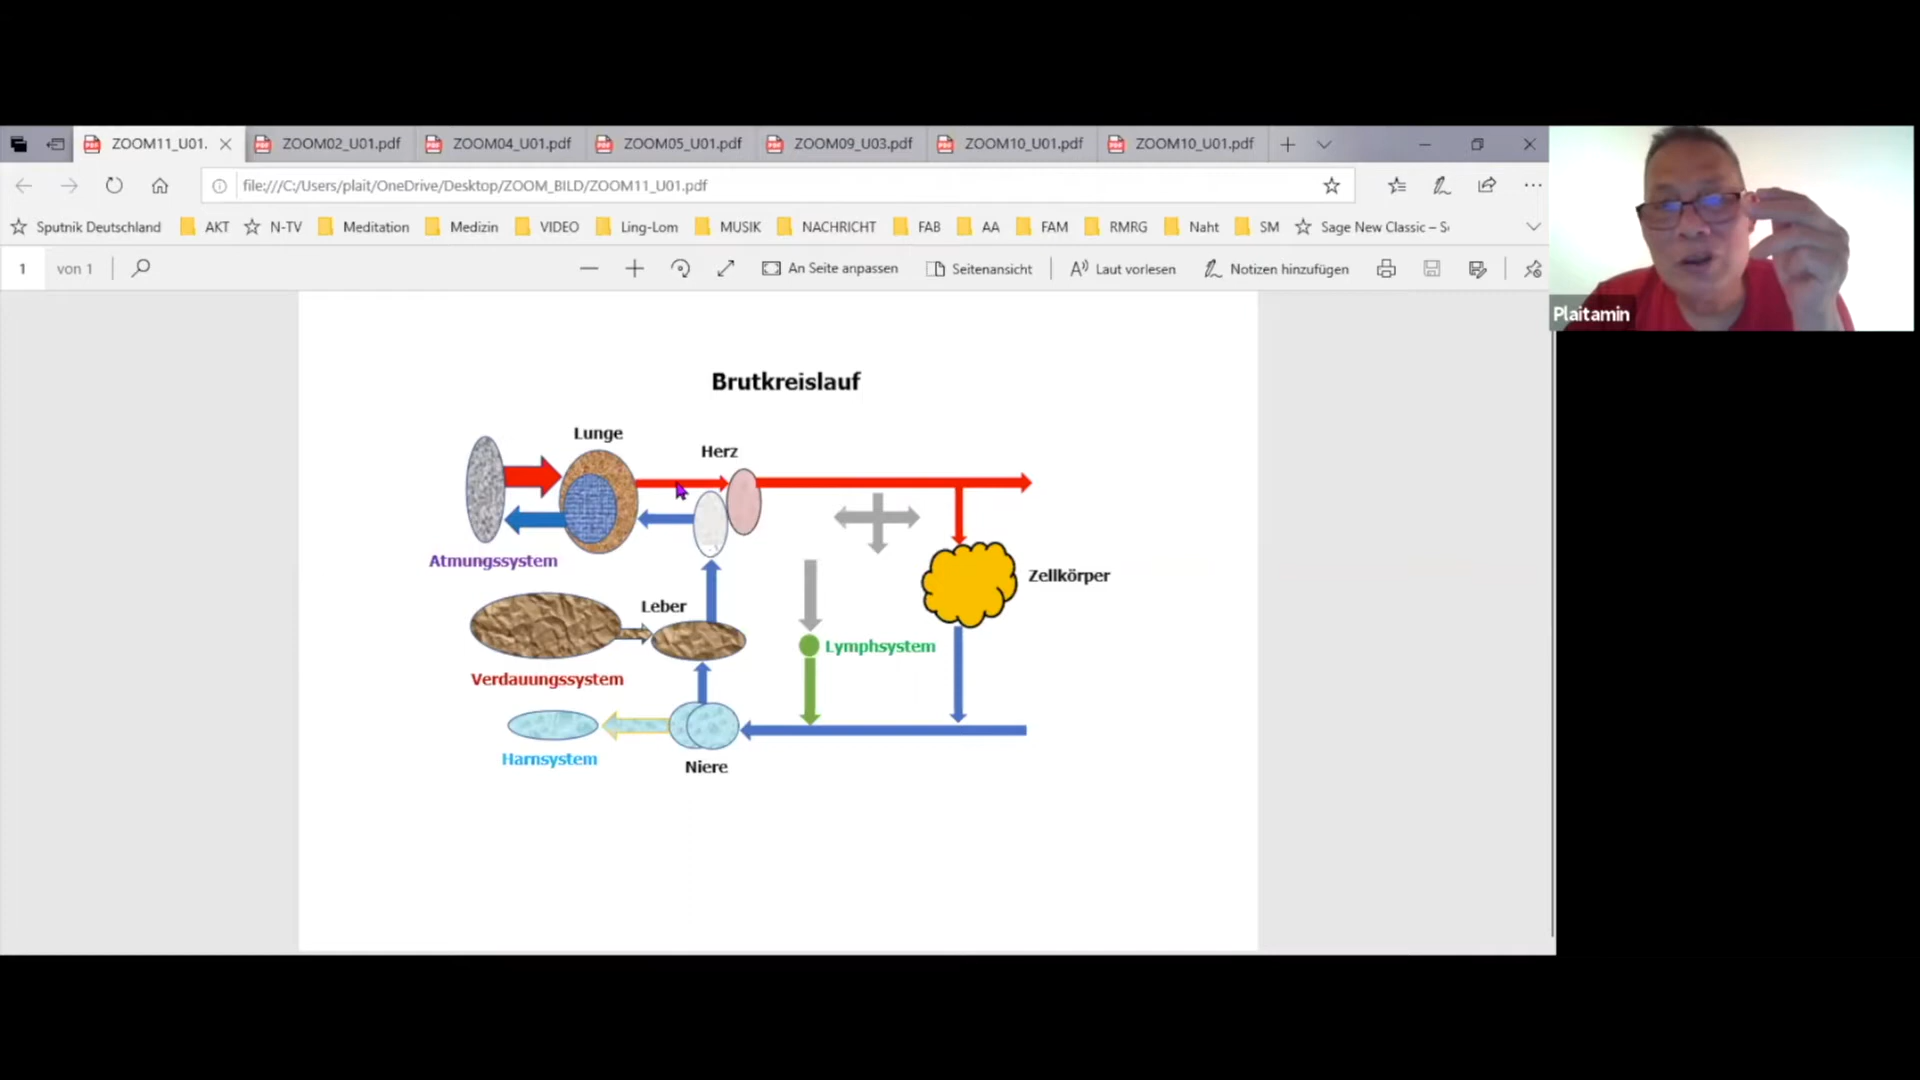 ZOOM11_U01. ZOOM02_U01.pdf ZOOM04_U01.pdf ZOOM05_U01.pdf ZOOM09_U03.pdf ZOOM10_U01.pdf ZOOM10_U01.pdf
file:///C:/Users/plait/OneDrive/Desktop/ZOOM_BILD/ZOOM11_U01.pdf
Sputnik Deutschland AKT N-TV Meditation Medizin VIDEO Ling-Lom MUSIK NACHRICHT FAB AA FAM RMRG Naht SM Sage New Classic – S
1 von 1 An Seite anpassen Seitenansicht Laut vorlesen Notizen hinzufügen
Plaitamin
Brutkreislauf
Lunge
Herz
Atmungssystem
Zellkörper
Leber
Lymphsystem
Verdauungssystem
Harnsystem
Niere